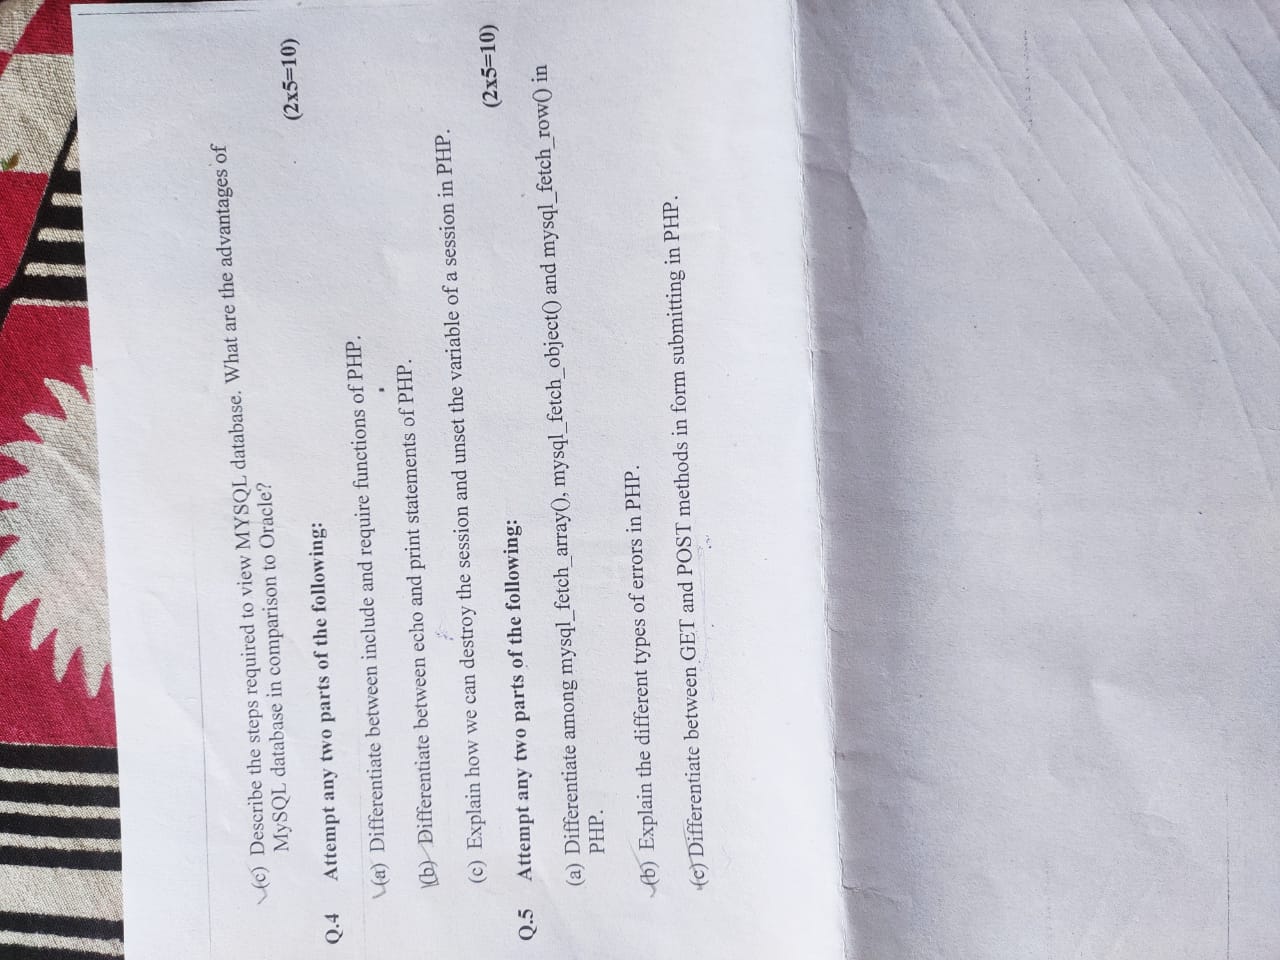 (c) Describe the steps required to view MYSQL database. What are the advantages of
MySQL database in comparison to Oracle?
(2x5=10)
Q.4 Attempt any two parts of the following:
(a) Differentiate between include and require functions of PHP.
(b) Differentiate between echo and print statements of PHP.
(c) Explain how we can destroy the session and unset the variable of a session in PHP.
(2x5=10)
Q.5 Attempt any two parts of the following:
(a) Differentiate among mysql_fetch_array(), mysql_fetch_object() and mysql_fetch_row() in
PHP.
(b) Explain the different types of errors in PHP.
(c) Differentiate between GET and POST methods in form submitting in PHP.